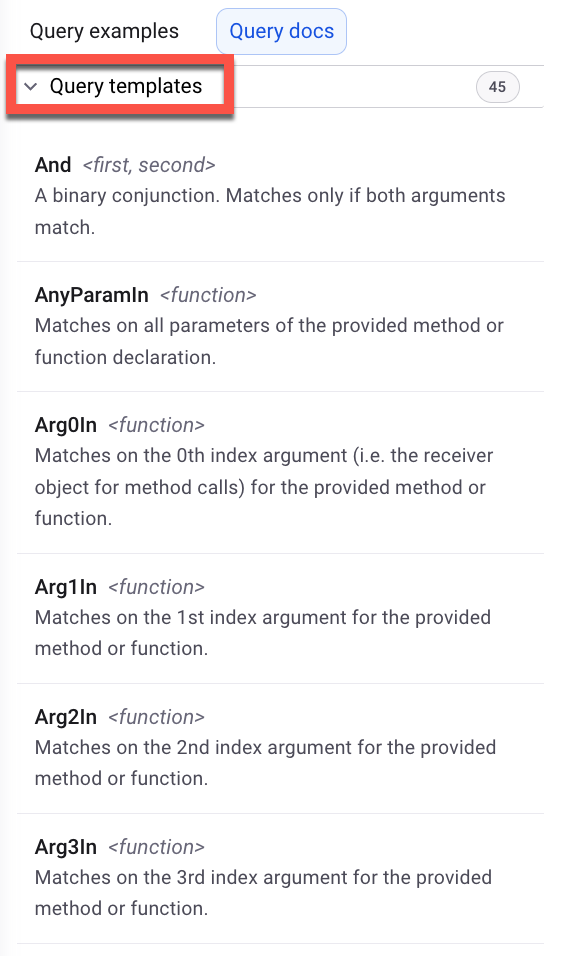 Query examples Query docs
Query templates 45
And <first, second>
A binary conjunction. Matches only if both arguments
match.
AnyParamIn <function>
Matches on all parameters of the provided method or
function declaration.
Arg0In <function>
Matches on the 0th index argument (i.e. the receiver
object for method calls) for the provided method or
function.
Arg1In <function>
Matches on the 1st index argument for the provided
method or function.
Arg2In <function>
Matches on the 2nd index argument for the provided
method or function.
Arg3In <function>
Matches on the 3rd index argument for the provided
method or function.